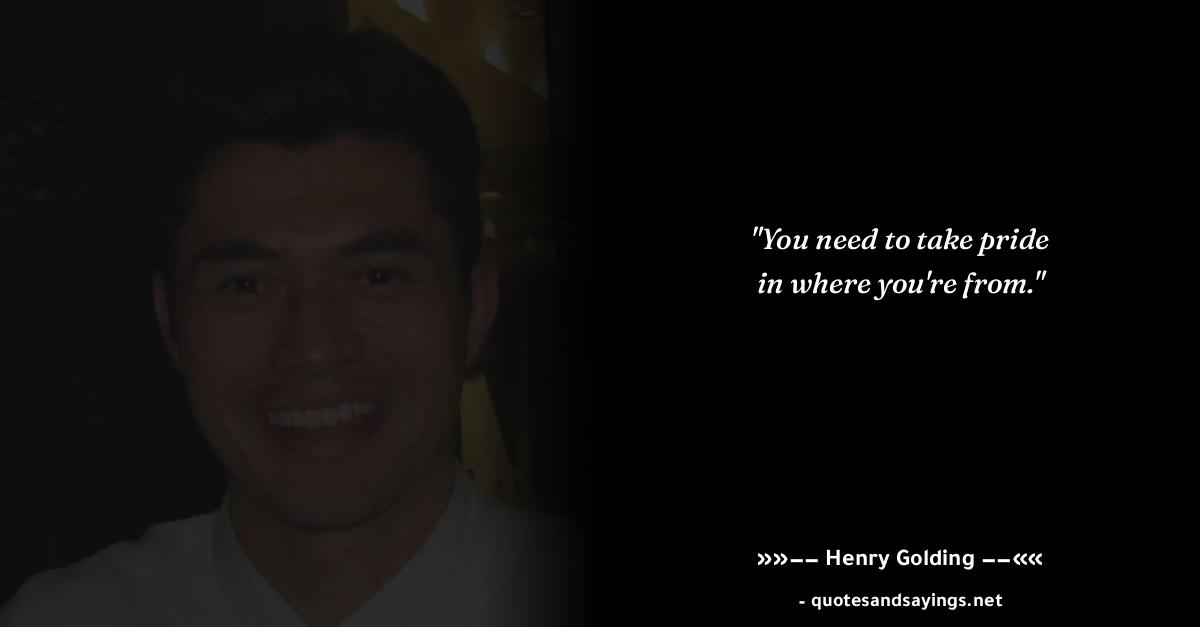 "You need to take pride
in where you're from."
»»–– Henry Golding ––««
- quotesandsayings.net